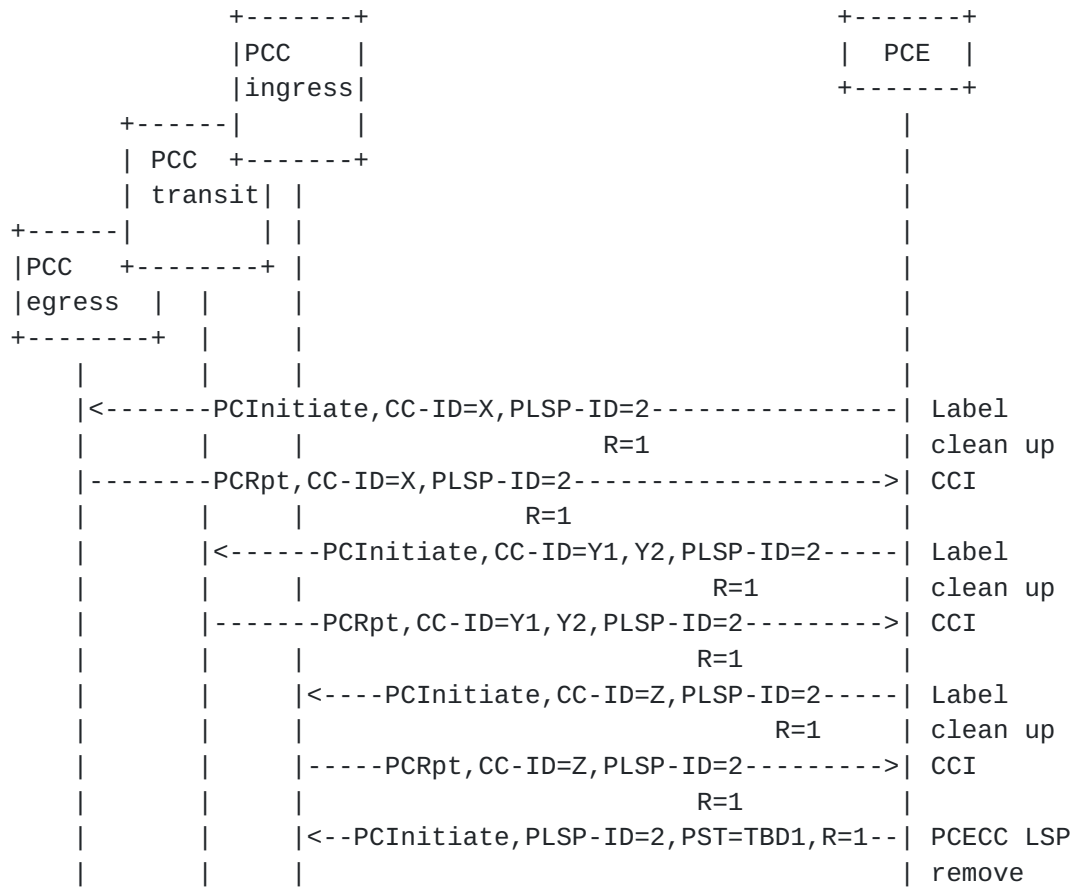 +-------+                              +-------+
               |PCC    |                              |  PCE  |
               |ingress|                              +-------+
        +------|       |                                  |
        | PCC  +-------+                                  |
        | transit| |                                      |
 +------|        | |                                      |
 |PCC   +--------+ |                                      |
 |egress  |  |     |                                      |
 +--------+  |     |                                      |
     |       |     |                                      |
     |<-------PCInitiate,CC-ID=X,PLSP-ID=2----------------| Label
     |       |     |                   R=1                | clean up
     |--------PCRpt,CC-ID=X,PLSP-ID=2-------------------->| CCI
     |       |     |              R=1                     |
     |       |<------PCInitiate,CC-ID=Y1,Y2,PLSP-ID=2-----| Label
     |       |     |                          R=1         | clean up
     |       |-------PCRpt,CC-ID=Y1,Y2,PLSP-ID=2--------->| CCI
     |       |     |                         R=1          |
     |       |     |<----PCInitiate,CC-ID=Z,PLSP-ID=2-----| Label
     |       |     |                              R=1     | clean up
     |       |     |-----PCRpt,CC-ID=Z,PLSP-ID=2--------->| CCI
     |       |     |                         R=1          |
     |       |     |<--PCInitiate,PLSP-ID=2,PST=TBD1,R=1--| PCECC LSP
     |       |     |                                      | remove